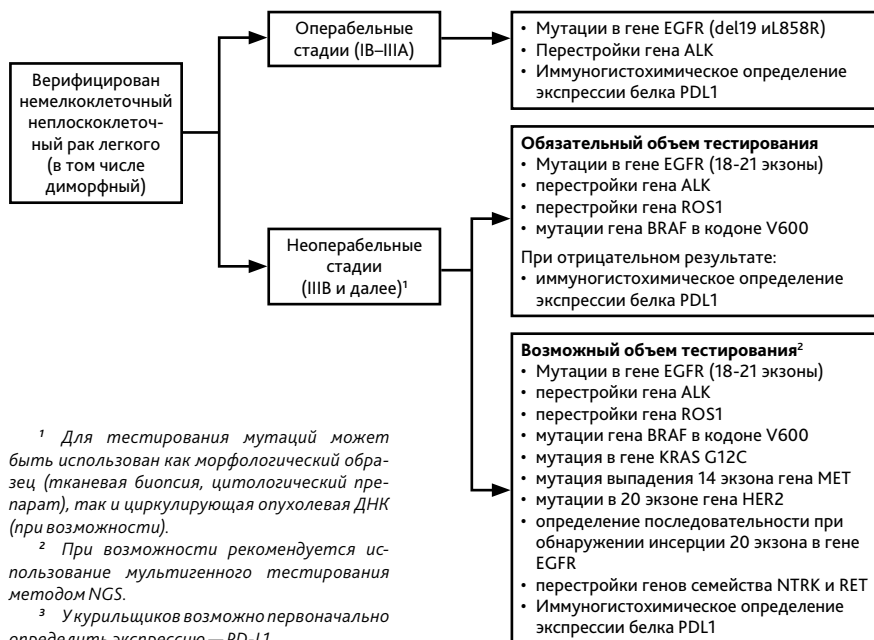 Верифицирован
немелкоклеточный
неплоскоклеточ-
ный рак легкого
(в том числе
диморфный)
Операбельные
стадии (IB–IIIA)
• Мутации в гене EGFR (del19 иL858R)
• Перестройки гена ALK
• Иммуногистохимическое определение
экспрессии белка PDL1
Неоперабельные
стадии
(IIIB и далее)¹
Обязательный объем тестирования
• Мутации в гене EGFR (18-21 экзоны)
• перестройки гена ALK
• перестройки гена ROS1
• мутации гена BRAF в кодоне V600
При отрицательном результате:
• иммуногистохимическое определение
экспрессии белка PDL1
Возможный объем тестирования²
• Мутации в гене EGFR (18-21 экзоны)
• перестройки гена ALK
• перестройки гена ROS1
• мутации гена BRAF в кодоне V600
• мутация в гене KRAS G12C
• мутация выпадения 14 экзона гена MET
• мутации в 20 экзоне гена HER2
• определение последовательности при
обнаружении инсерции 20 экзона в гене
EGFR
• перестройки генов семейства NTRK и RET
• Иммуногистохимическое определение
экспрессии белка PDL1
¹ Для тестирования мутаций может
быть использован как морфологический обра-
зец (тканевая биопсия, цитологический пре-
парат), так и циркулирующая опухолевая ДНК
(при возможности).
² При возможности рекомендуется ис-
пользование мультигенного тестирования
методом NGS.
³ У курильщиков возможно первоначально
определить экспрессию — PD-L1